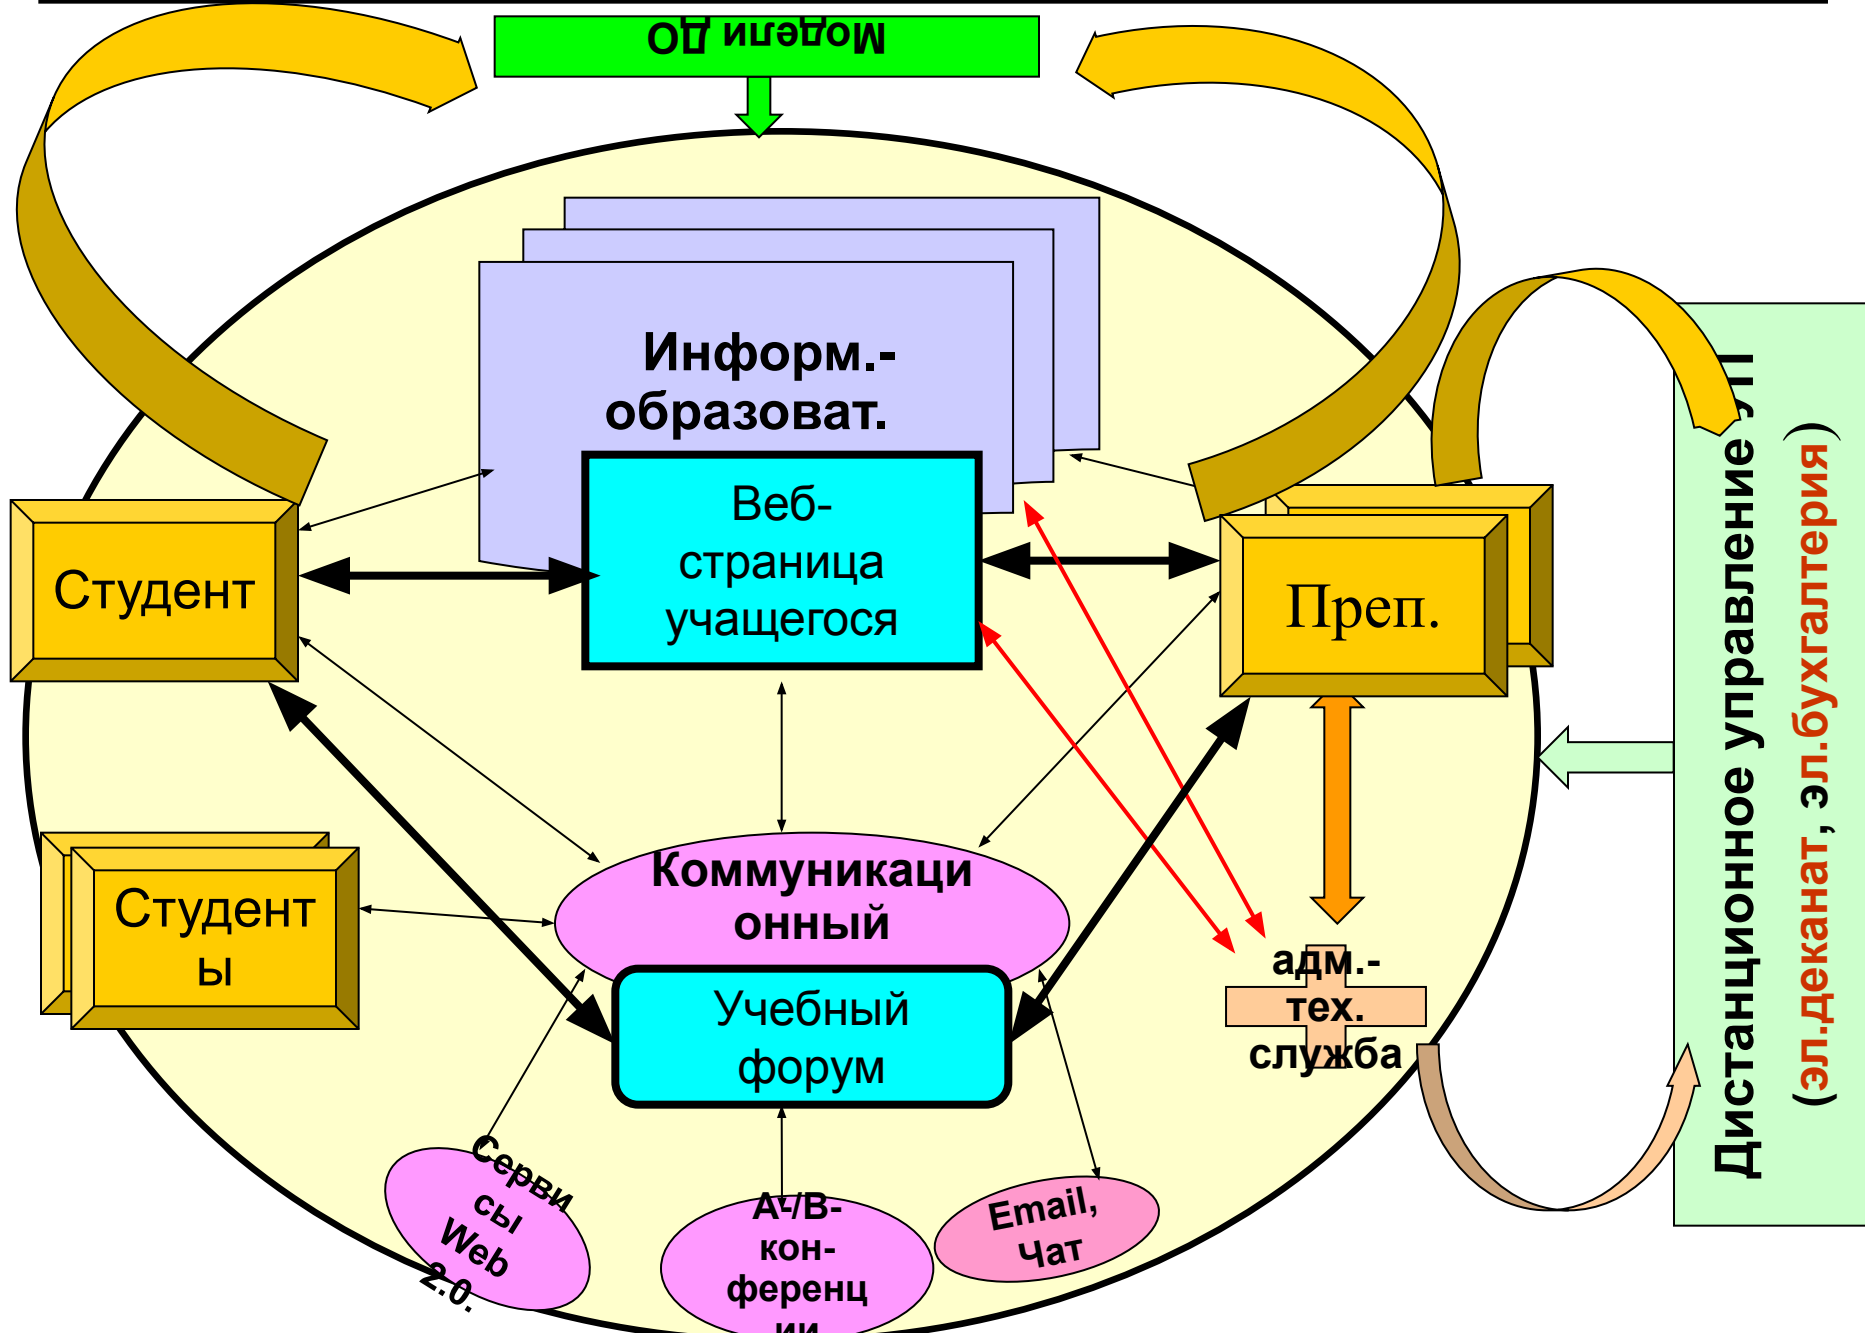 Модели ДО
Информ.-
образоват.
Веб-
страница
учащегося
Студент
Преп.
Студент
ы
Коммуникаци
онный
Учебный
форум
адм.-
тех.
служба
Серви
сы
Web
2.0.
А-/В-
кон-
ференц
ии
Email,
Чат
Дистанционное управление
(эл.деканат, эл.бухгалтерия)